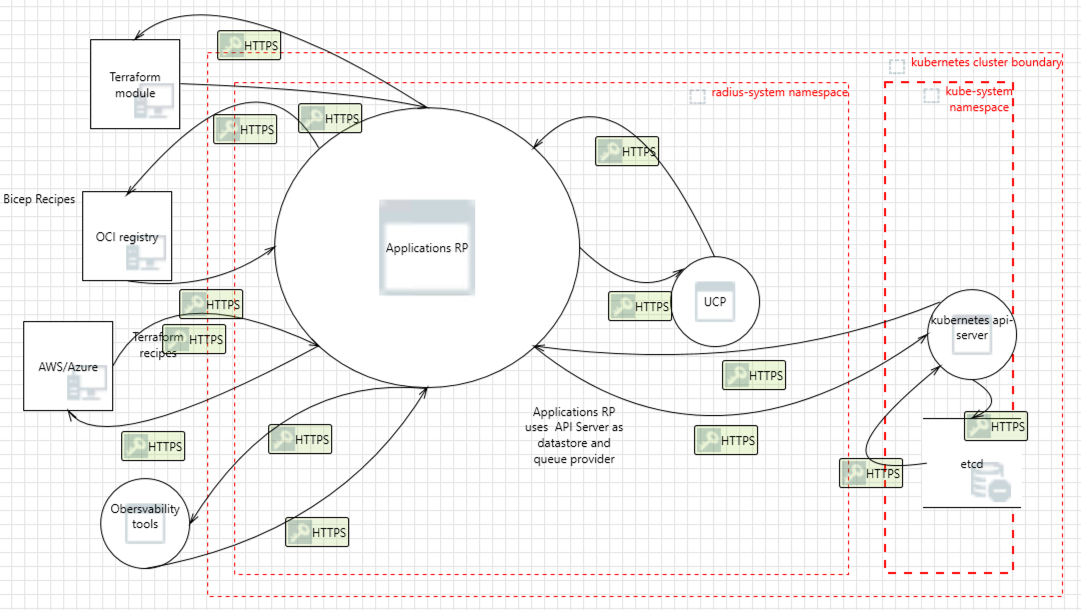 HTTPS
kubernetes cluster boundary
Terraform
module
radius-system namespace
kube-system
namespace
HTTPS
HTTPS
HTTPS
Bicep Recipes
OCI registry
Applications RP
UCP
HTTPS
HTTPS
kubernetes api-
server
Terraform
recipes
HTTPS
AWS/Azure
HTTPS
Applications RP
uses  API Server as
datastore and
queue provider
HTTPS
HTTPS
HTTPS
HTTPS
etcd
HTTPS
Obersvability
tools
HTTPS